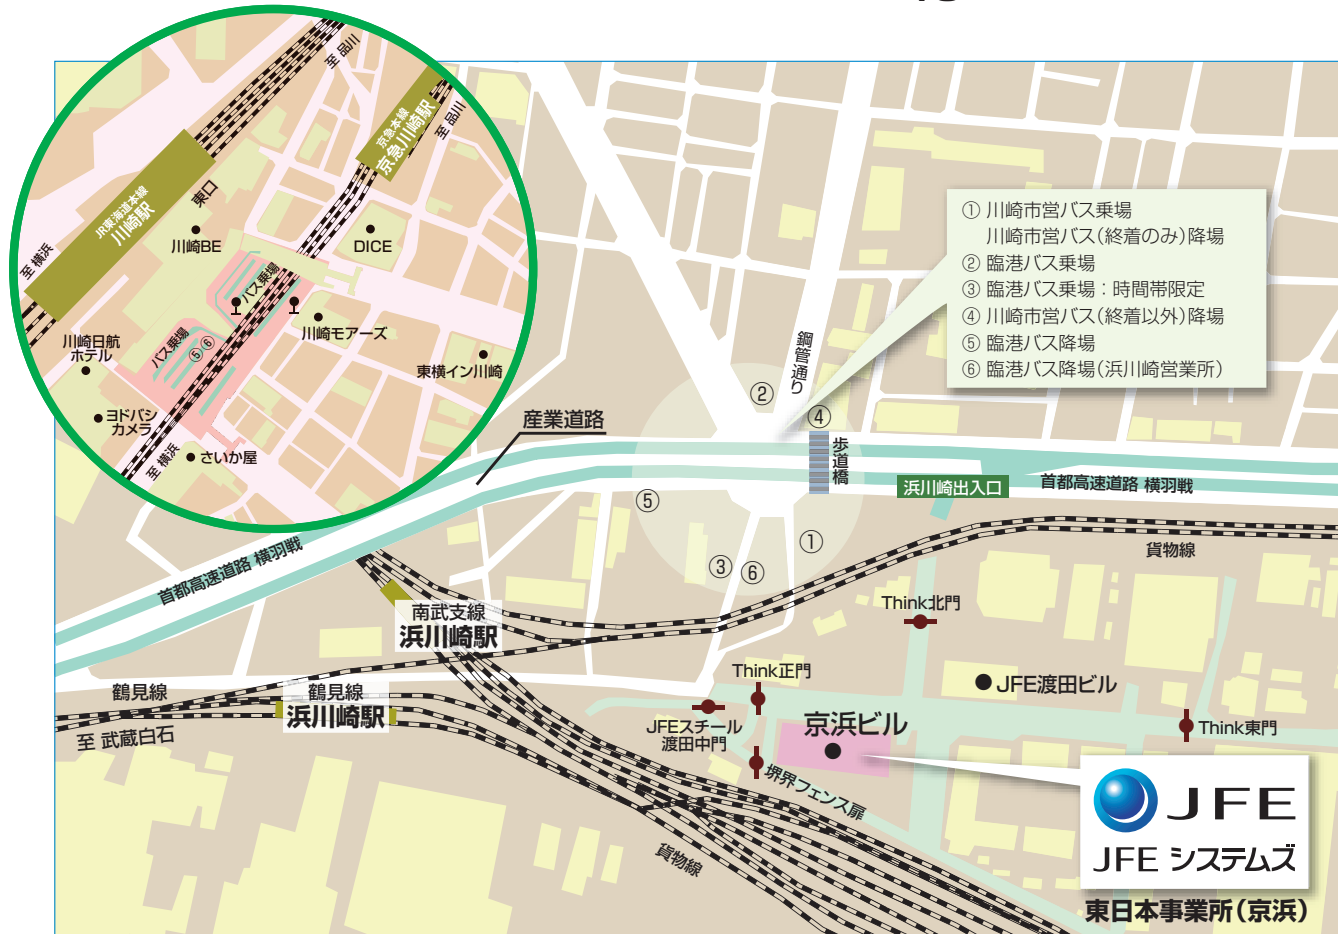 至 品川
京急本線
京急川崎駅
至 品川
JR東海道本線
川崎駅
東口
川崎BE
DICE
至 横浜
バス乗場
川崎モアーズ
バス乗場
⑤⑥
川崎日航
ホテル
東横イン川崎
ヨドバシ
カメラ
至 横浜
さいか屋
① 川崎市営バス乗場
川崎市営バス(終着のみ)降場
② 臨港バス乗場
③ 臨港バス乗場:時間帯限定
④ 川崎市営バス(終着以外)降場
⑤ 臨港バス降場
⑥ 臨港バス降場(浜川崎営業所)
鋼管通り
②
④
産業道路
歩道橋
浜川崎出入口
首都高速道路 横羽戦
⑤
①
③
⑥
貨物線
首都高速道路 横羽戦
南武支線
浜川崎駅
Think北門
Think正門
JFE渡田ビル
鶴見線
鶴見線
浜川崎駅
至 武蔵白石
JFEスチール
渡田中門
京浜ビル
Think東門
堺界フェンス扉
貨物線
JFE
JFE システムズ
東日本事業所(京浜)